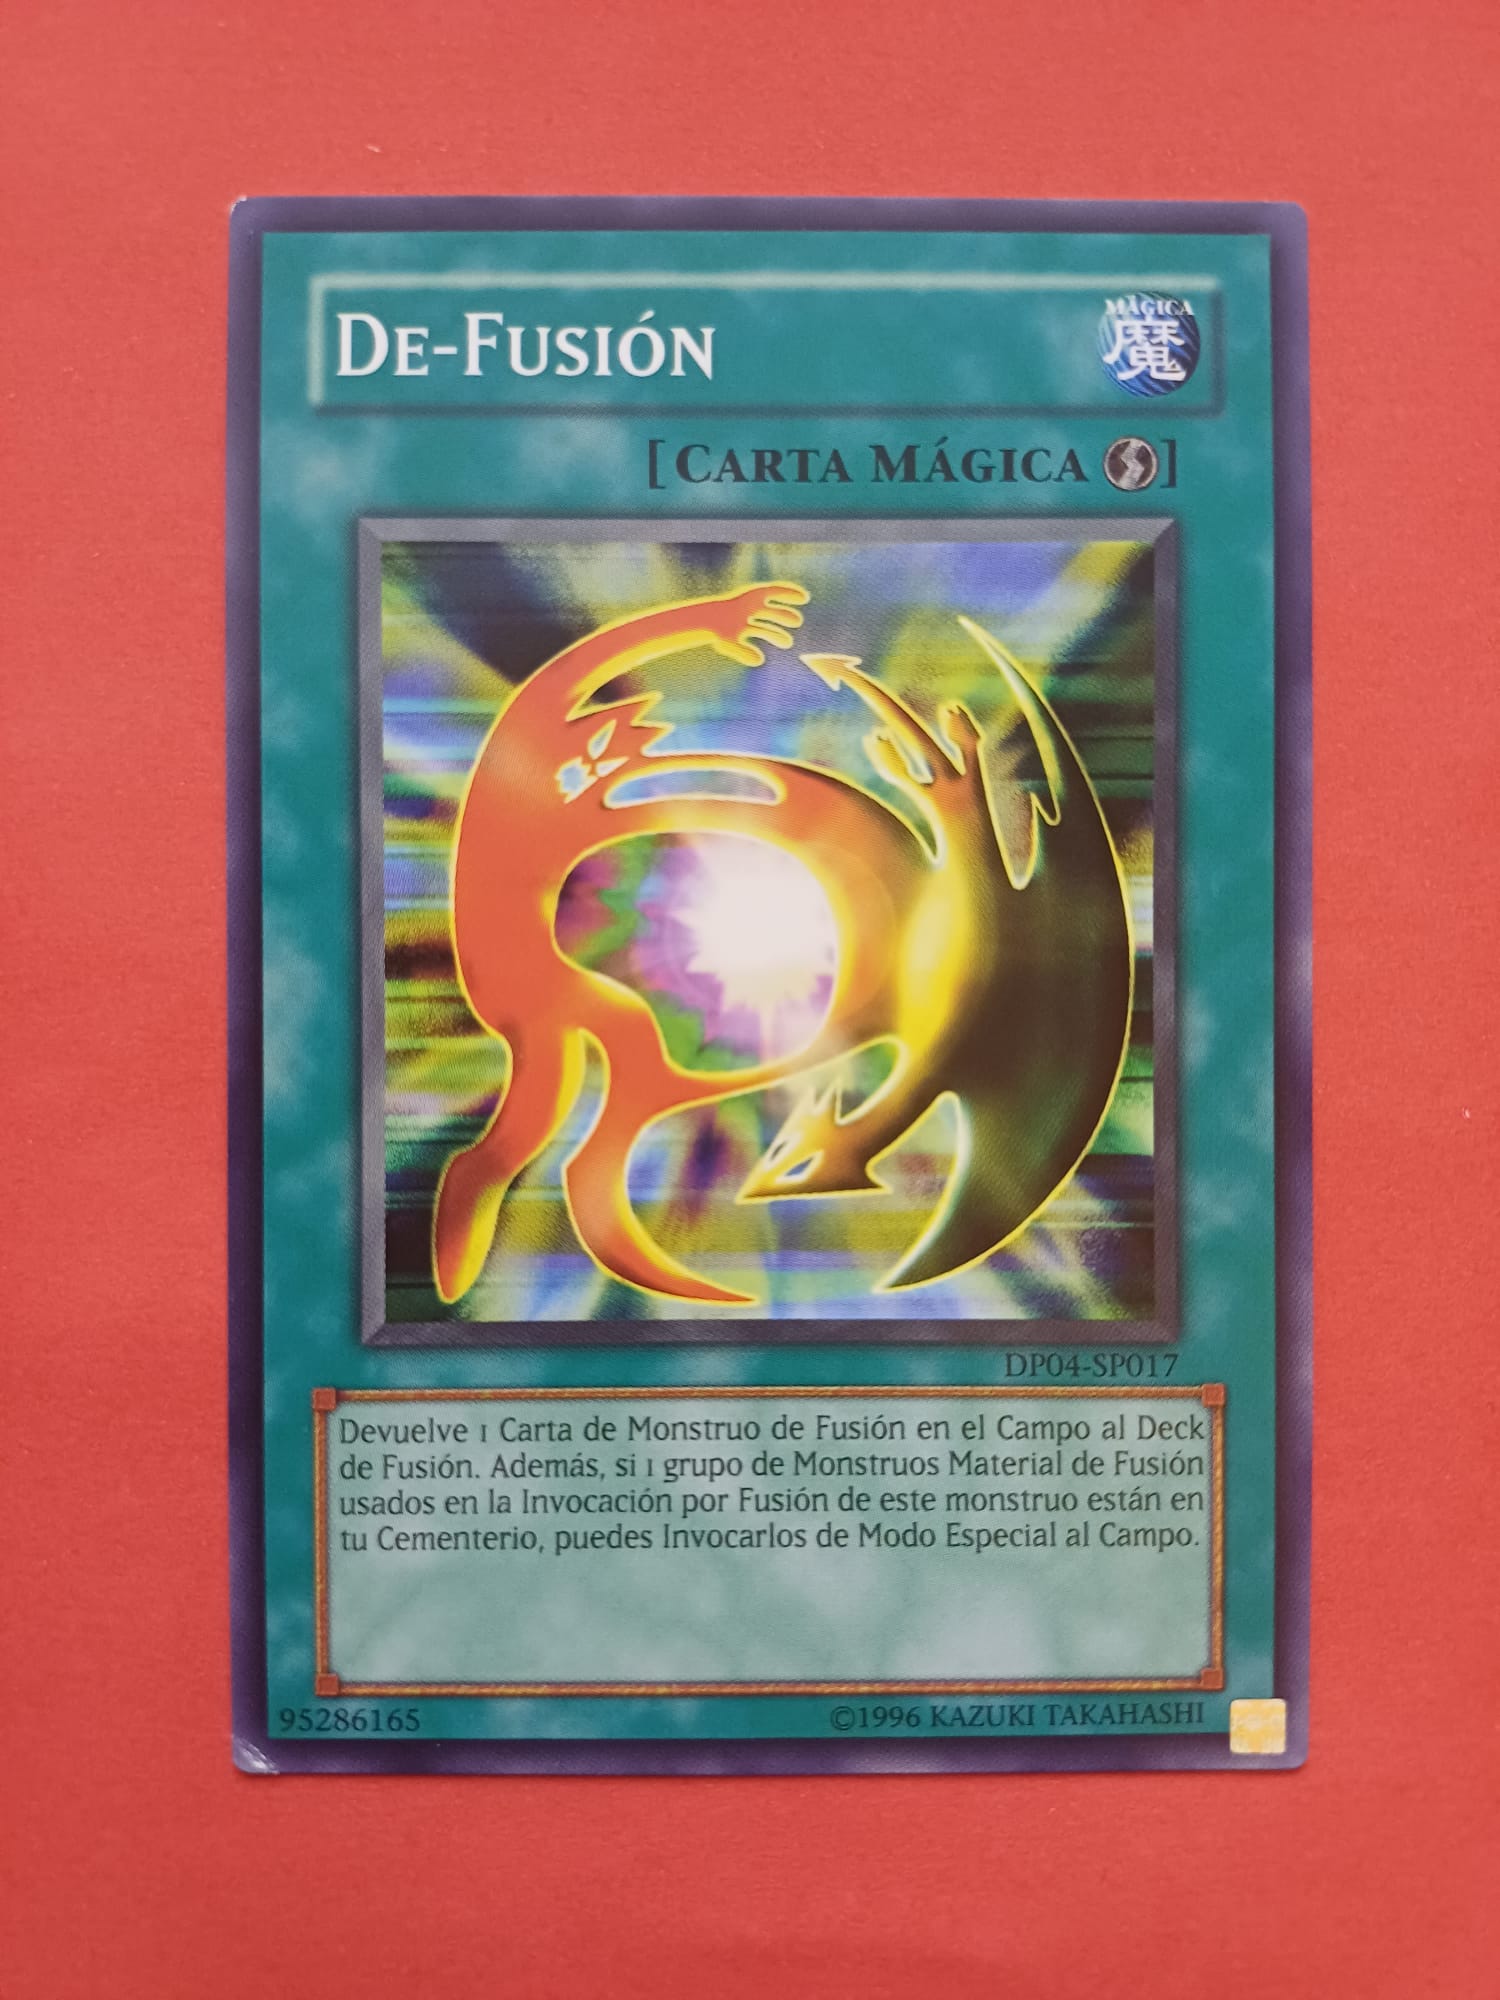 De-Fusión
MÁGICA
魔
[CARTA MÁGICA]
DP04-SP017
Devuelve 1 Carta de Monstruo de Fusión en el Campo al Deck
de Fusión. Además, si 1 grupo de Monstruos Material de Fusión
usados en la Invocación por Fusión de este monstruo están en
tu Cementerio, puedes Invocarlos de Modo Especial al Campo.
95286165
©1996 KAZUKI TAKAHASHI